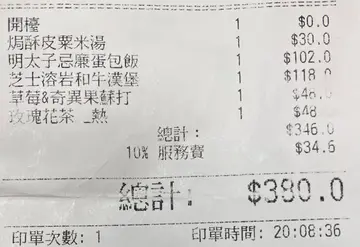 開檯 1 $0.0
焗酥皮粟米湯 1 $30.0
明太子忌廉蛋包飯 1 $102.0
芝士溶岩和牛漢堡 1 $118.0
草莓&奇異果蘇打 1 $48.0
玫瑰花茶 _熱 1 $48
總計: $346.0
10% 服務費 $34.6
總計: $380.0
印單次數: 1 印單時間: 20:08:36